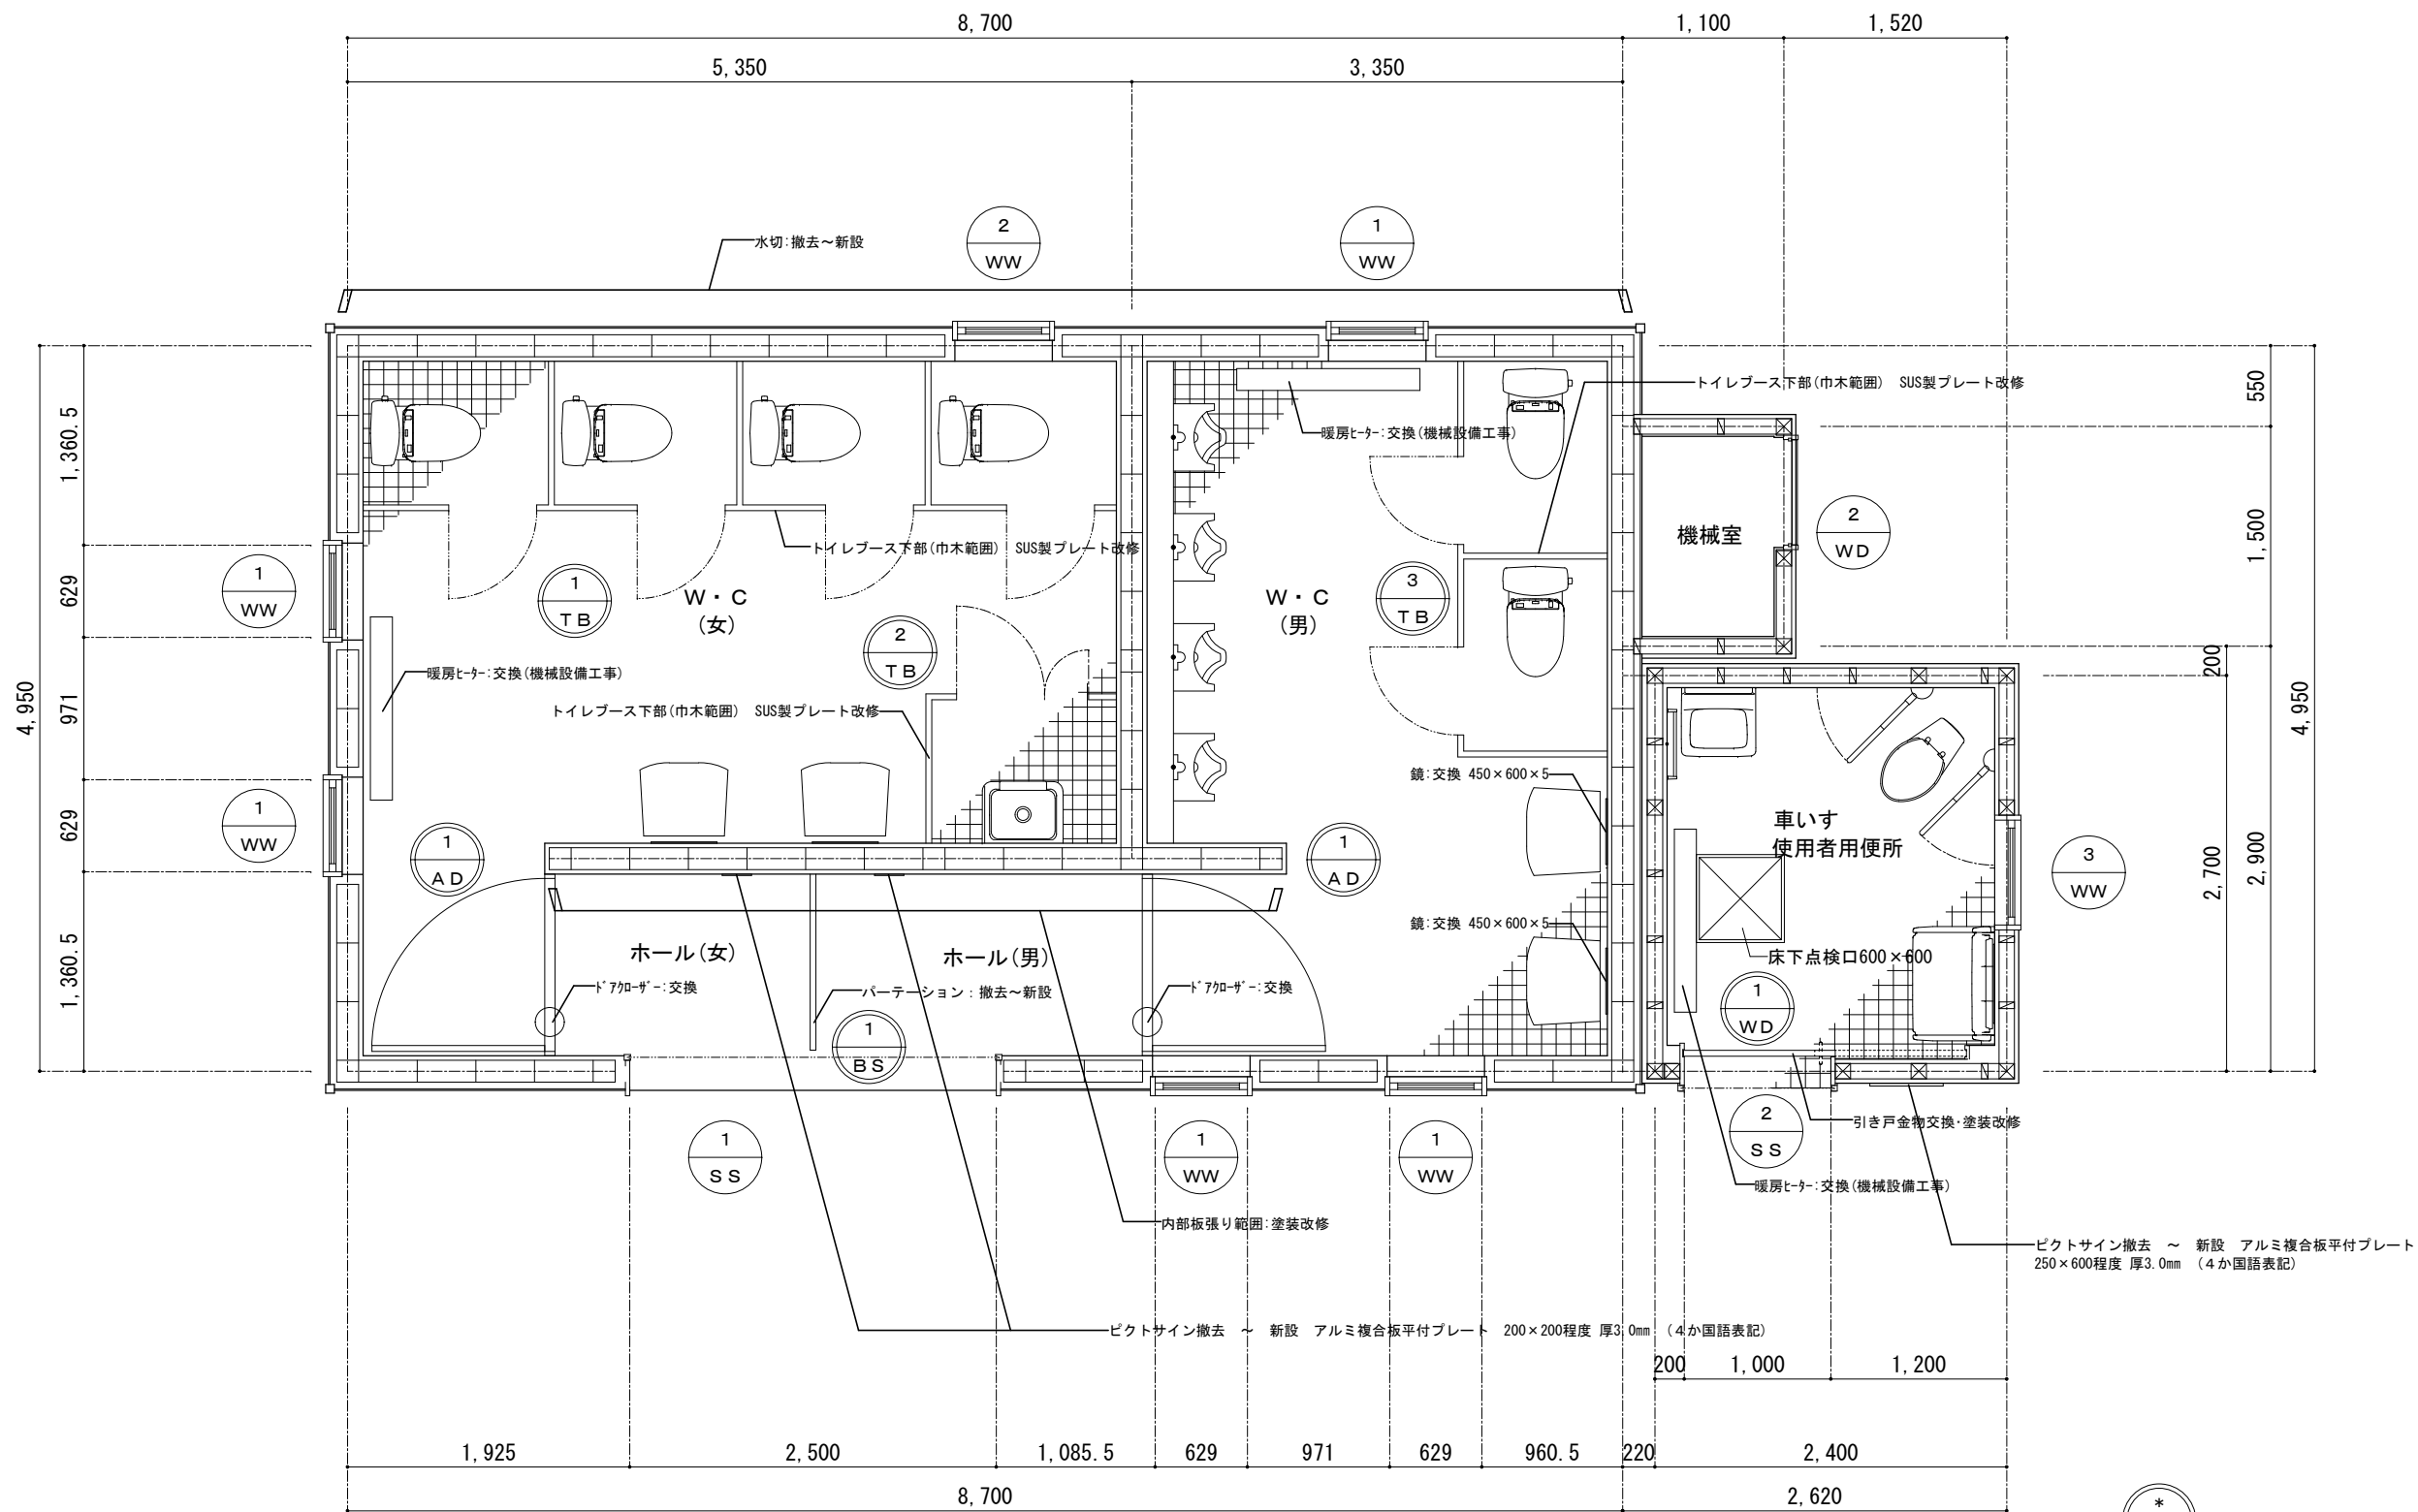 8,700
1,100
1,520
5,350
3,350
水切:撤去～新設
2
WW
1
WW
トイレブース下部(巾木範囲) SUS製プレート改修
暖房ﾋｰﾀｰ:交換(機械設備工事)
550
1,360.5
機械室
2
WD
1,500
トイレブース下部(巾木範囲) SUS製プレート改修
1
WW
629
1
TB
W・C
(女)
W・C
(男)
3
TB
2
TB
200
暖房ﾋｰﾀｰ:交換(機械設備工事)
4,950
971
トイレブース下部(巾木範囲) SUS製プレート改修
4,950
鏡:交換 450×600×5
1
WW
629
車いす
使用者用便所
1
AD
1
AD
3
WW
2,700
2,900
鏡:交換 450×600×5
1,360.5
ホール(女)
ホール(男)
床下点検口600×600
ﾄﾞｱｸﾛｰｻﾞｰ:交換
パーテーション：撤去～新設
ﾄﾞｱｸﾛｰｻﾞｰ:交換
1
WD
1
BS
1
SS
1
WW
1
WW
2
SS
引き戸金物交換･塗装改修
暖房ﾋｰﾀｰ:交換(機械設備工事)
内部板張り範囲:塗装改修
ピクトサイン撤去 ～ 新設 アルミ複合板平付プレート
250×600程度 厚3.0㎜ (４か国語表記)
ピクトサイン撤去 ～ 新設 アルミ複合板平付プレート 200×200程度 厚3.0㎜ (４か国語表記)
200
1,000
1,200
1,925
2,500
1,085.5
629
971
629
960.5
220
2,400
8,700
2,620
*